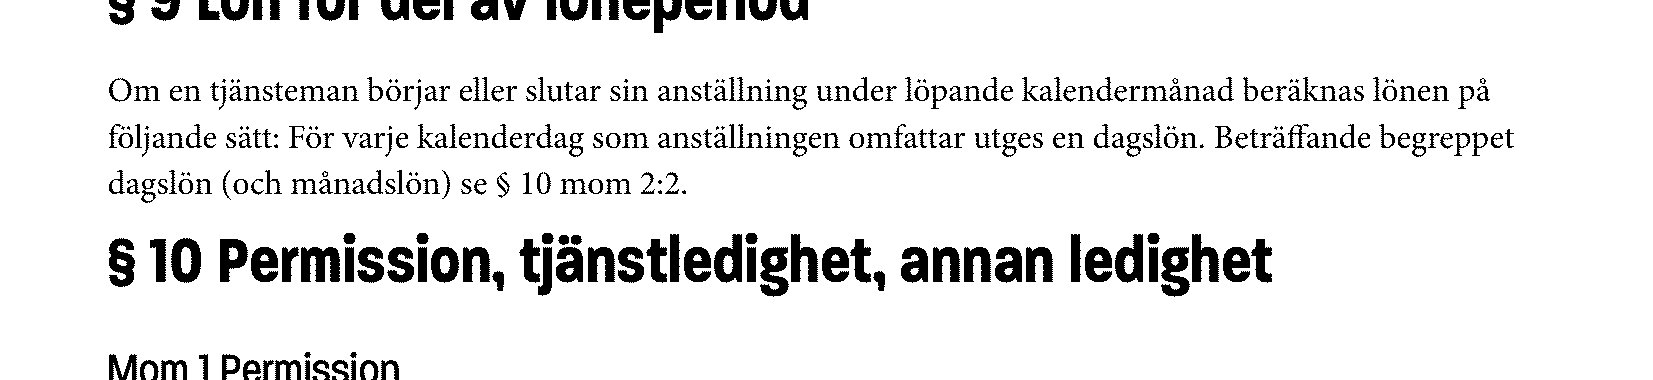 § 9 Lön för del av löneperiod
Om en tjänsteman börjar eller slutar sin anställning under löpande kalendermånad beräknas lönen på
följande sätt: För varje kalenderdag som anställningen omfattar utges en dagslön. Beträffande begreppet
dagslön (och månadslön) se § 10 mom 2:2.
§ 10 Permission, tjänstledighet, annan ledighet
Mom 1 Permission